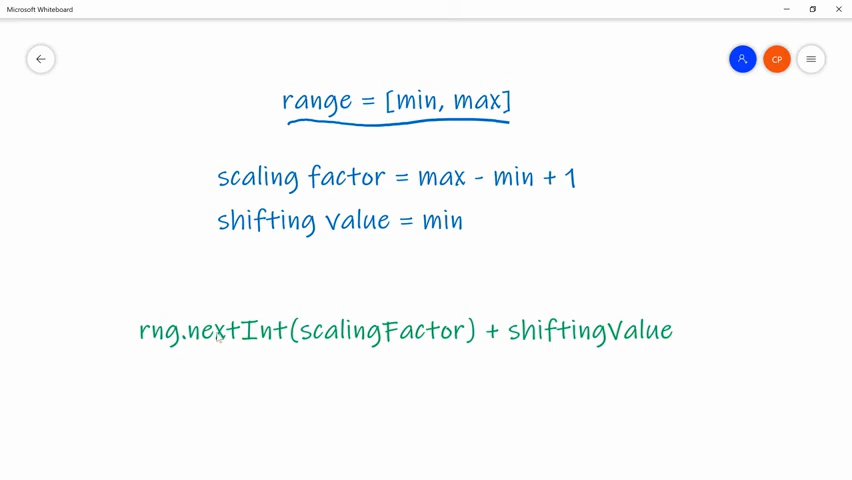 Microsoft Whiteboard
CP
range = [min, max]
scaling factor = max - min + 1
shifting value = min
rng.nextInt(scalingFactor) + shiftingValue